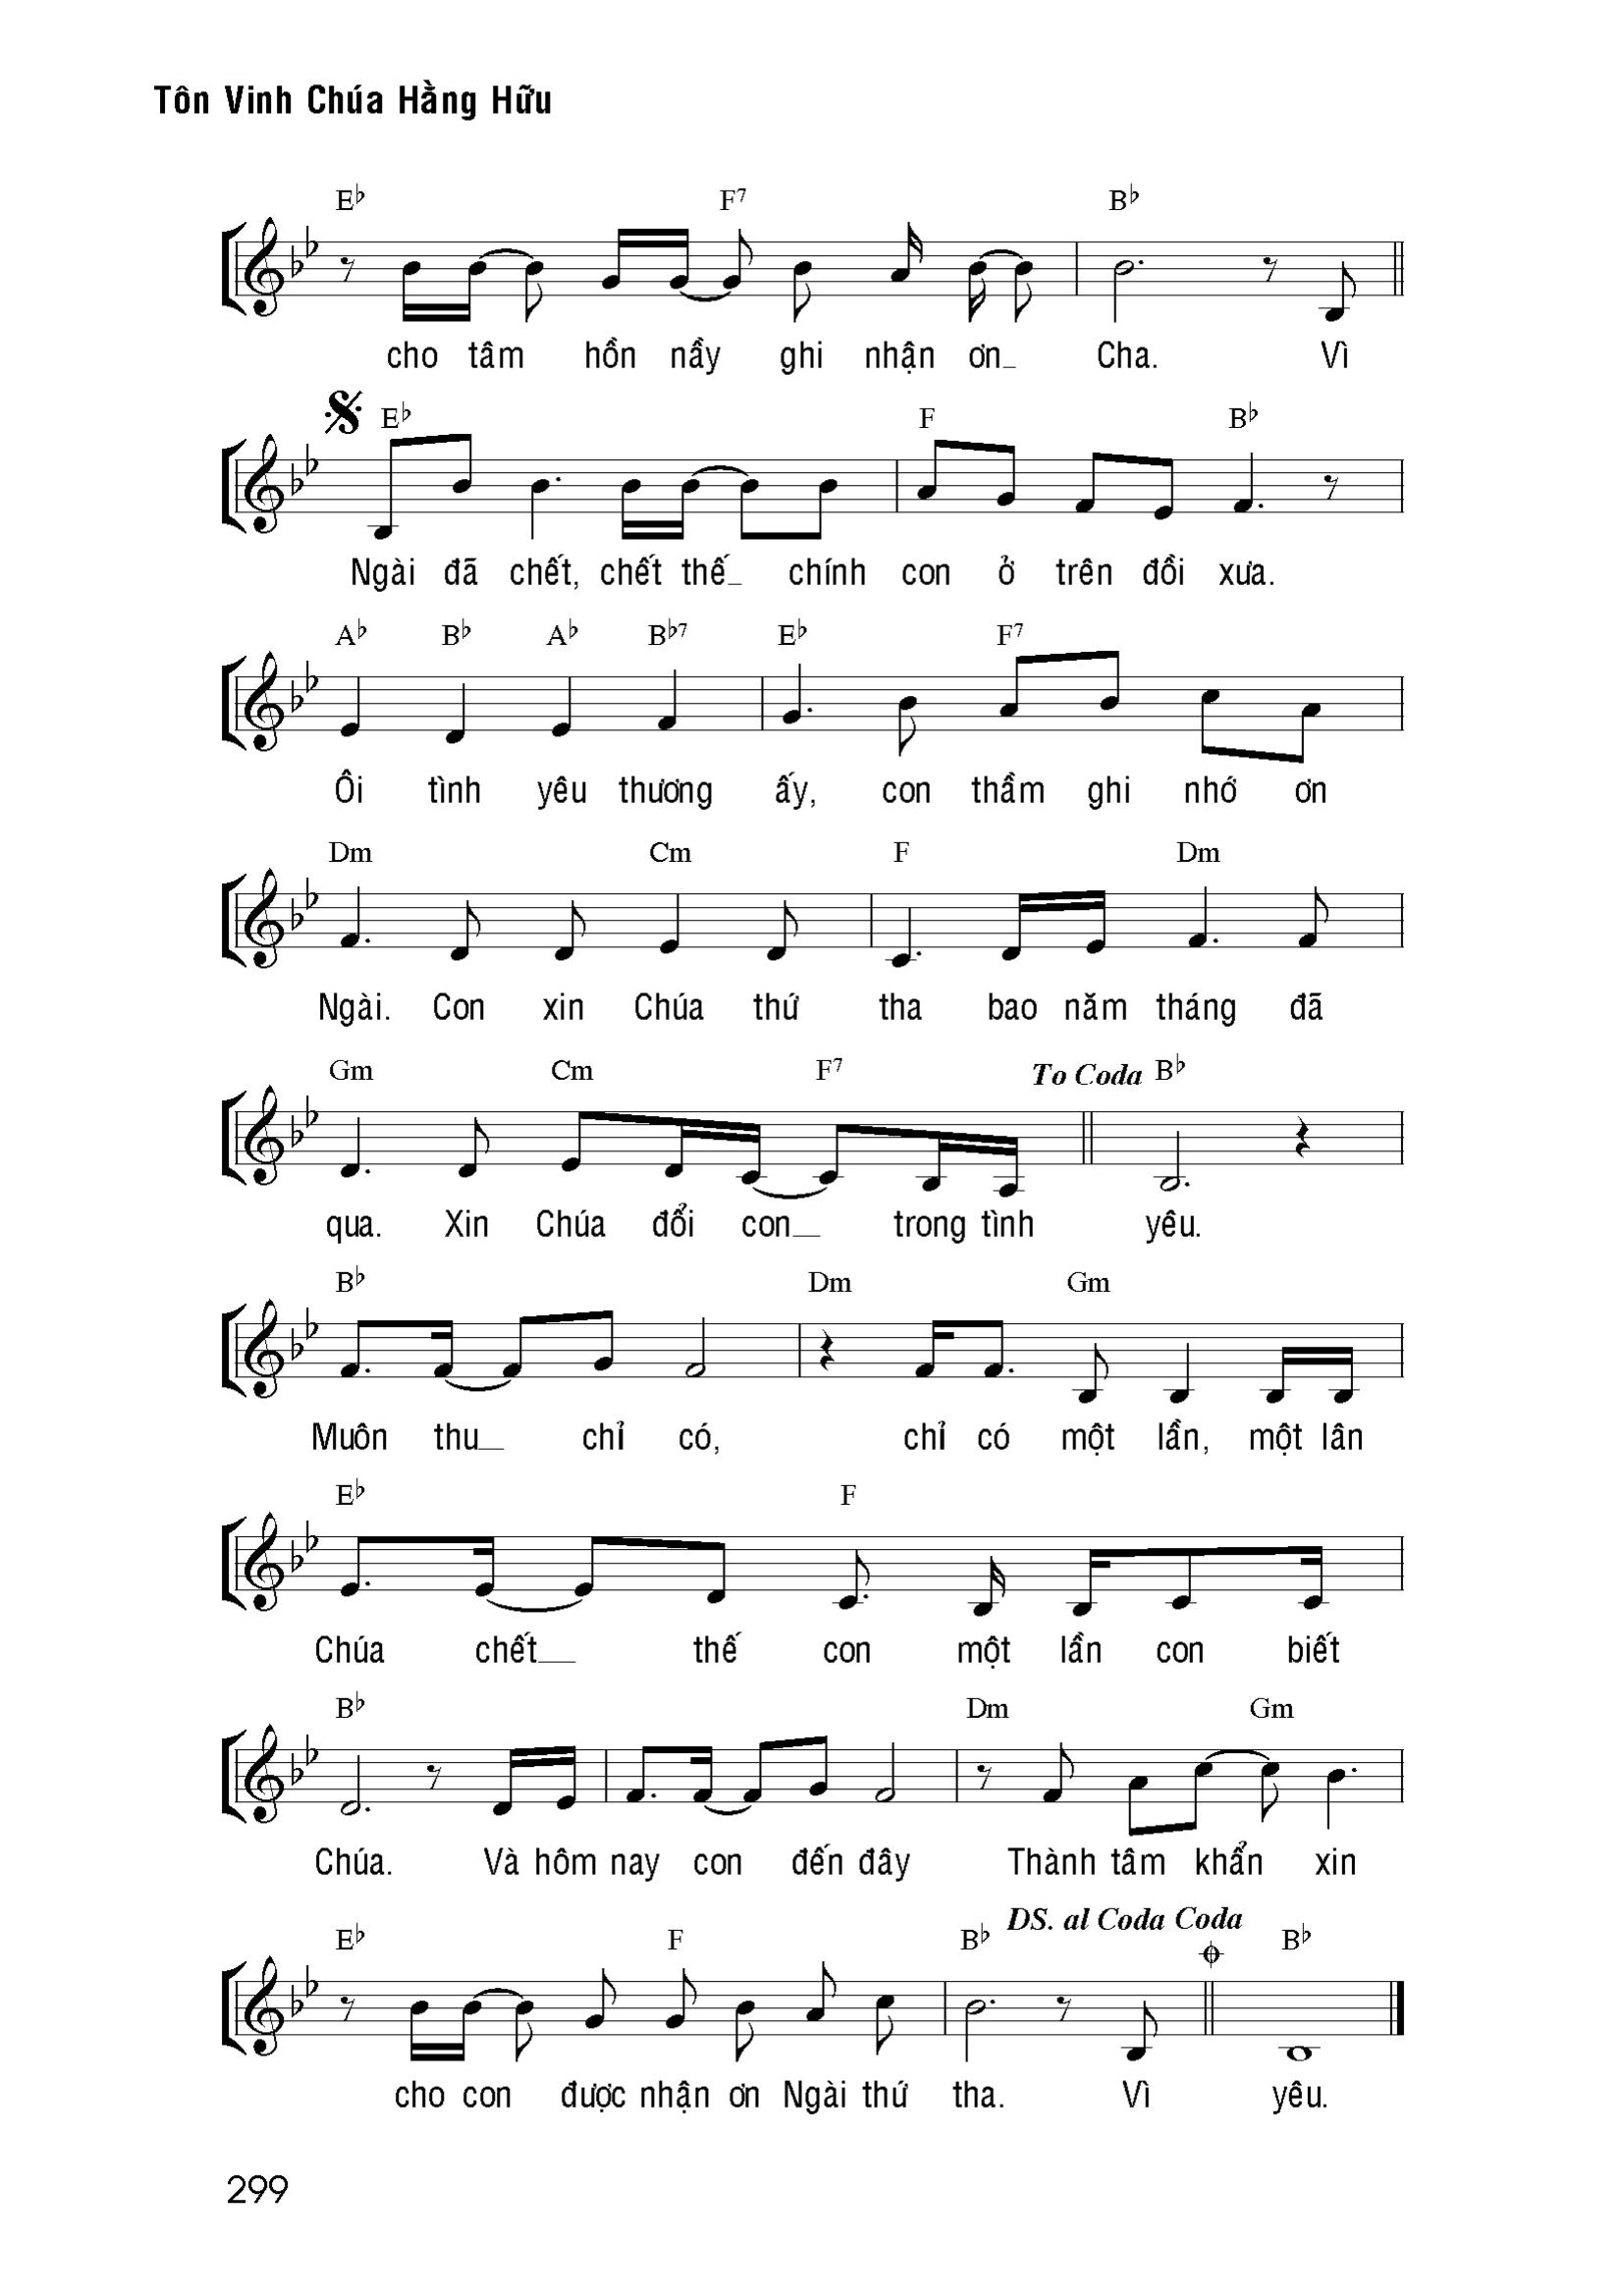 Tôn Vinh Chúa Hằng Hữu
E♭ F7 B♭
cho tâm hồn nầy ghi nhận ơn_ Cha. Vì
E♭ F B♭
Ngài đã chết, chết thế_ chính con ở trên đồi xưa.
A♭ B♭ A♭ B♭7 E♭ F7
Ôi tình yêu thương ấy, con thầm ghi nhớ ơn
Dm Cm F Dm
Ngài. Con xin Chúa thứ tha bao năm tháng đã
Gm Cm F7 To Coda B♭
qua. Xin Chúa đổi con_ trong tình yêu.
B♭ Dm Gm
Muôn thu_ chỉ có, chỉ có một lần, một lân
E♭ F
Chúa chết_ thế con một lần con biết
B♭ Dm Gm
Chúa. Và hôm nay con đến đây Thành tâm khẩn xin
DS. al Coda Coda
E♭ F B♭ B♭
cho con được nhận ơn Ngài thứ tha. Vì yêu.
299